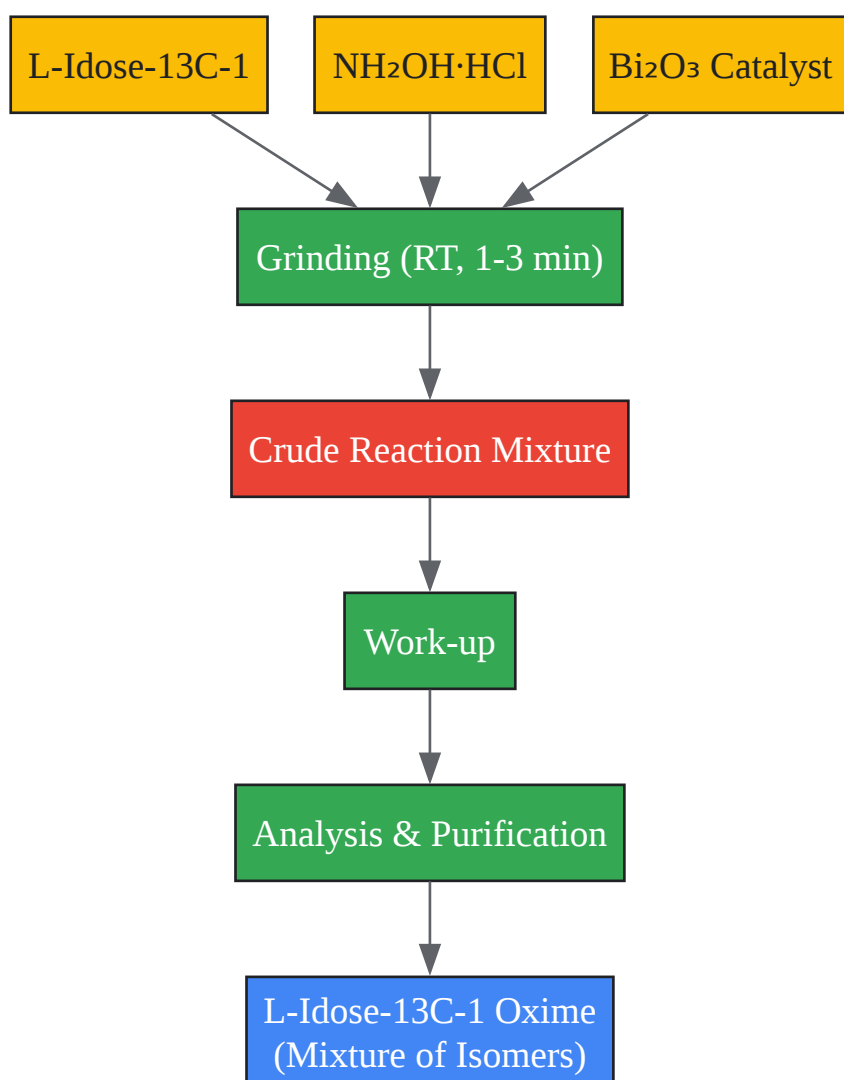 L-Idose-13C-1
NH₂OH·HCl
Bi₂O₃ Catalyst
Grinding (RT, 1-3 min)
Crude Reaction Mixture
Work-up
Analysis & Purification
L-Idose-13C-1 Oxime
(Mixture of Isomers)